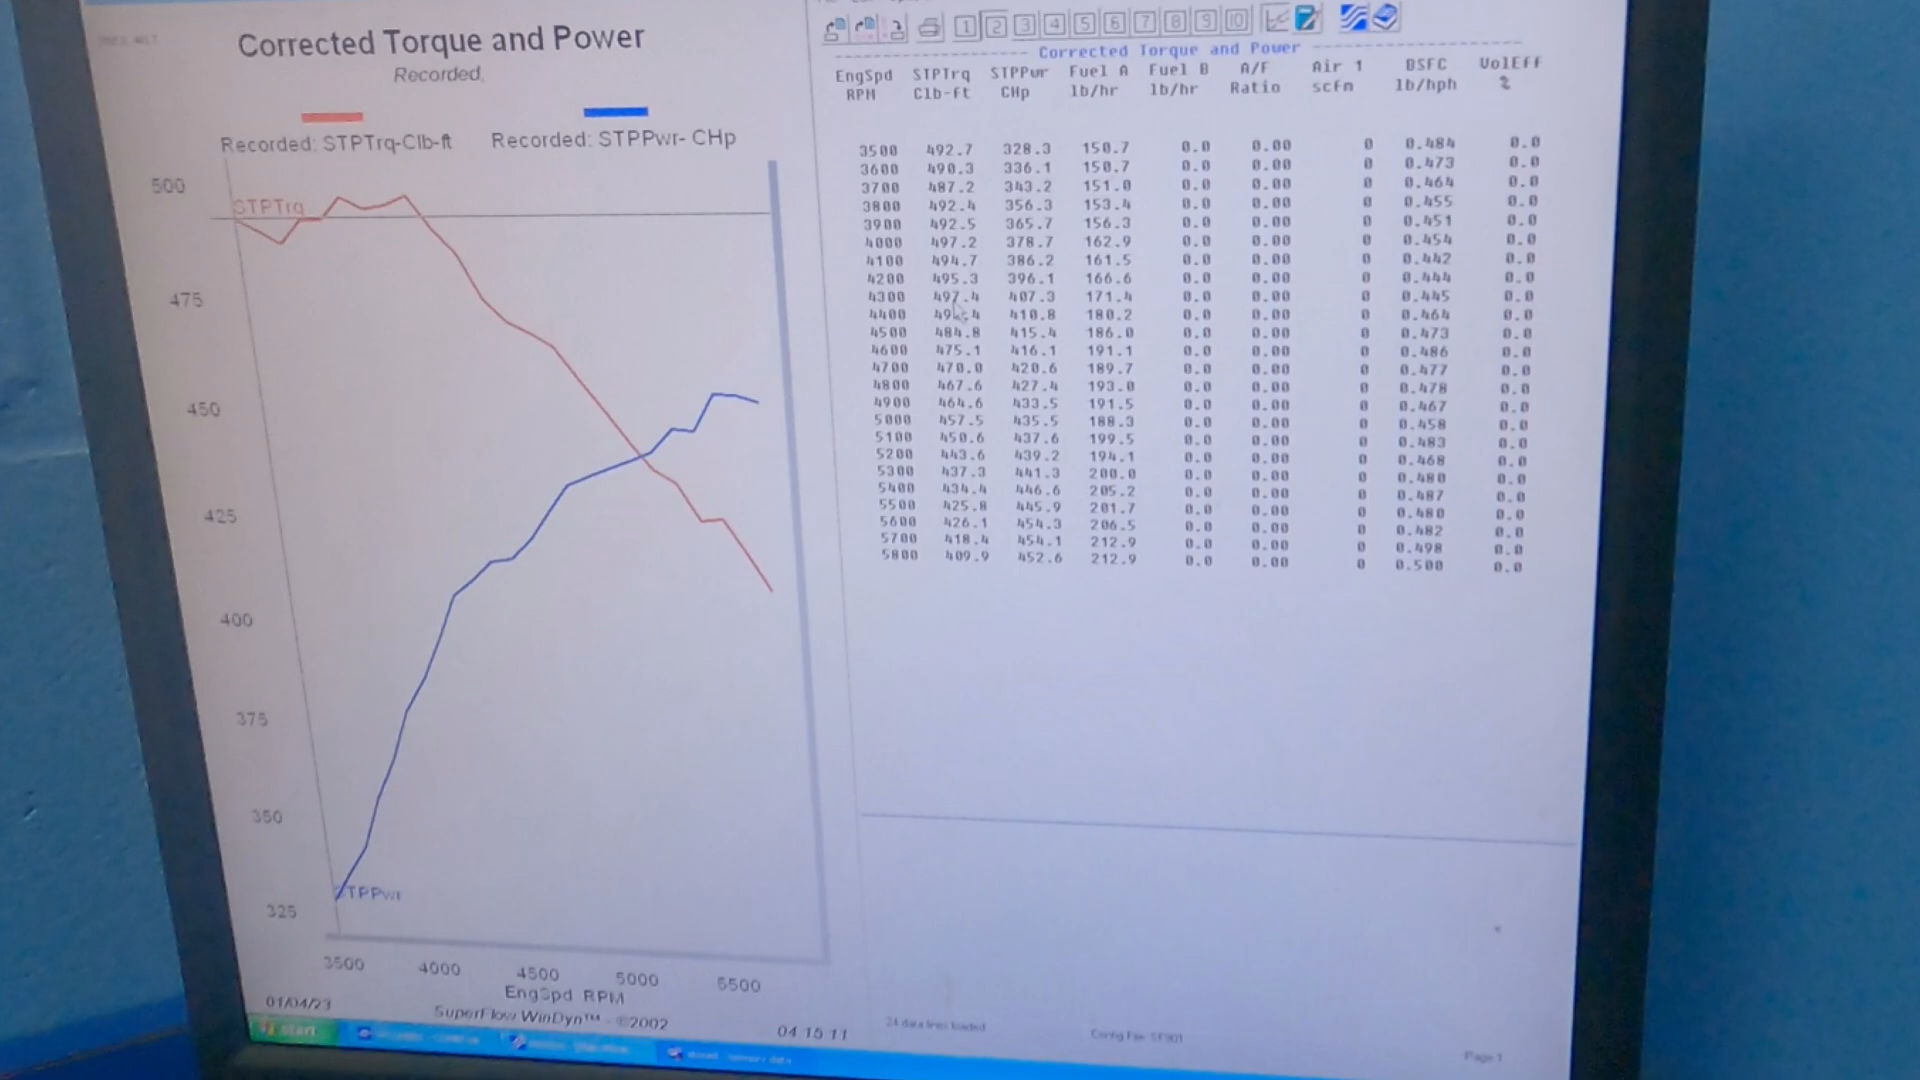 Corrected Torque and Power
Recorded,
Recorded: STPTrq-Clb-ft
Recorded: STPPwr- CHp
500
475
450
425
400
375
350
325
STPTrq
STPPwr
3500 4000 4500 5000 5500
EngSpd RPM
01/04/23
SuperFlow WinDyn™ - ©2002
04:15:11
start
1 2 3 4 5 6 7 8 9 10
Corrected Torque and Power
EngSpd STPTrq STPPwr Fuel A Fuel B A/F Air 1 BSFC VolEff
RPM Clb-ft CHp lb/hr lb/hr Ratio scfm lb/hph %
3500 492.7 328.3 150.7 0.0 0.00 0 0.484 0.0
3600 490.3 336.1 150.7 0.0 0.00 0 0.473 0.0
3700 487.2 343.2 151.0 0.0 0.00 0 0.464 0.0
3800 492.4 356.3 153.4 0.0 0.00 0 0.455 0.0
3900 492.5 365.7 156.3 0.0 0.00 0 0.451 0.0
4000 497.2 378.7 162.9 0.0 0.00 0 0.454 0.0
4100 494.7 386.2 161.5 0.0 0.00 0 0.442 0.0
4200 495.3 396.1 166.6 0.0 0.00 0 0.444 0.0
4300 497.4 407.3 171.4 0.0 0.00 0 0.445 0.0
4400 410.8 180.2 0.0 0.00 0 0.464 0.0
4500 484.8 415.4 186.0 0.0 0.00 0 0.473 0.0
4600 475.1 416.1 191.1 0.0 0.00 0 0.486 0.0
4700 470.0 420.6 189.7 0.0 0.00 0 0.477 0.0
4800 467.6 427.4 193.0 0.0 0.00 0 0.478 0.0
4900 464.6 433.5 191.5 0.0 0.00 0 0.467 0.0
5000 457.5 435.5 188.3 0.0 0.00 0 0.458 0.0
5100 450.6 437.6 199.5 0.0 0.00 0 0.483 0.0
5200 443.6 439.2 194.1 0.0 0.00 0 0.468 0.0
5300 437.3 441.3 200.0 0.0 0.00 0 0.480 0.0
5400 434.4 446.6 205.2 0.0 0.00 0 0.487 0.0
5500 425.8 445.9 201.7 0.0 0.00 0 0.480 0.0
5600 426.1 454.3 206.5 0.0 0.00 0 0.482 0.0
5700 418.4 454.1 212.9 0.0 0.00 0 0.498 0.0
5800 409.9 452.6 212.9 0.0 0.00 0 0.500 0.0
24 data lines loaded
Config File: SF901
Page 1